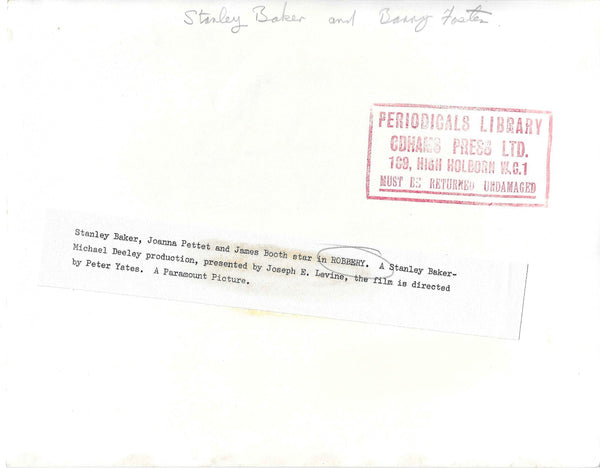 Stanley Baker and Barry Foster.
PERIODICALS LIBRARY
ODHAMS PRESS LTD.
189, HIGH HOLBORN W.C.1
MUST BE RETURNED UNDAMAGED
Stanley Baker, Joanna Pettet and James Booth star in ROBBERY. A Stanley Baker-
Michael Deeley production, presented by Joseph E. Levine, the film is directed
by Peter Yates. A Paramount Picture.